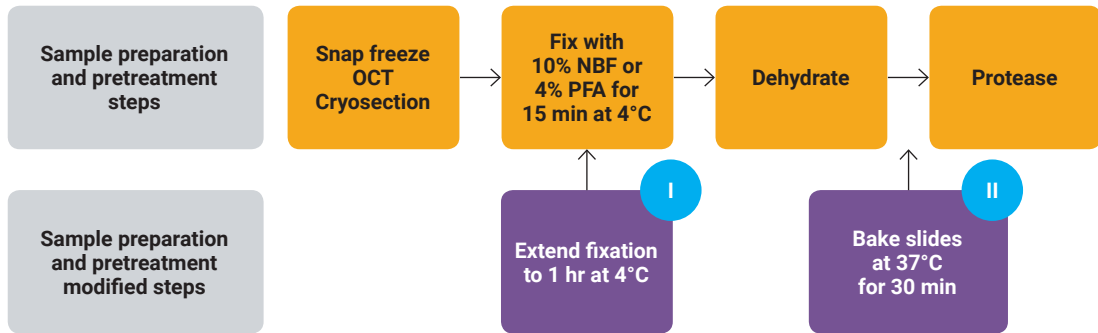 Sample preparation
and pretreatment
steps
Snap freeze
OCT
Cryosection
Fix with
10% NBF or
4% PFA for
15 min at 4°C
Dehydrate
Protease
Sample preparation
and pretreatment
modified steps
I
Extend fixation
to 1 hr at 4°C
II
Bake slides
at 37°C
for 30 min